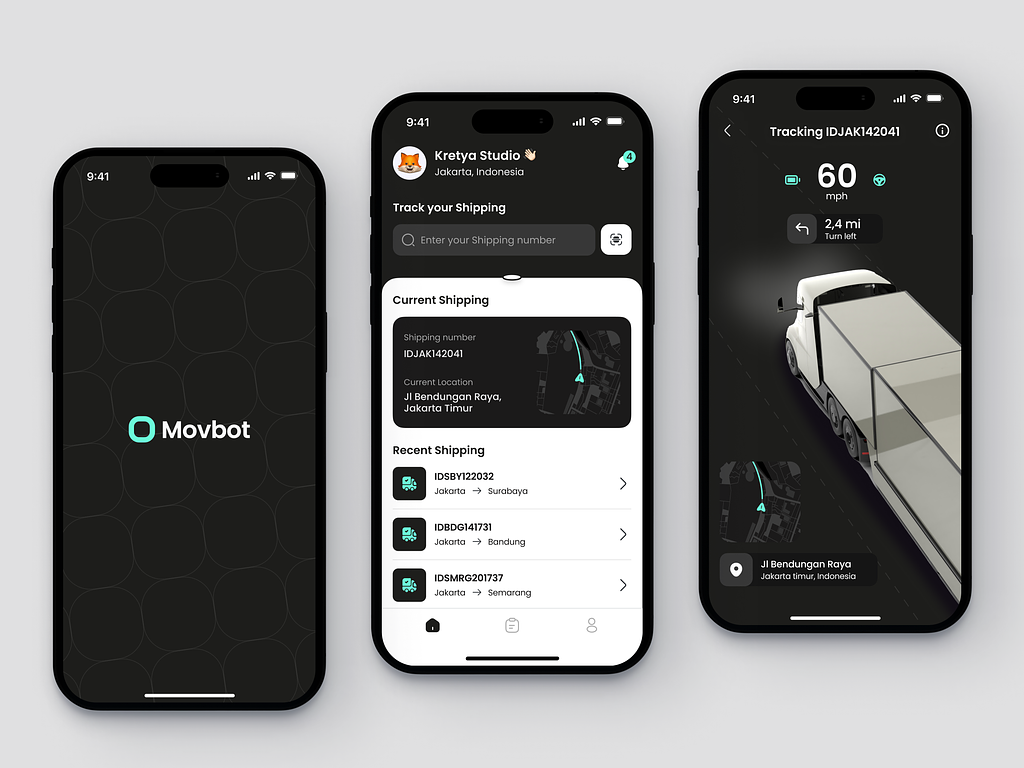 9:41
Movbot
9:41
Kretya Studio 👋🏻
Jakarta, Indonesia
4
Track your Shipping
Enter your Shipping number
Current Shipping
Shipping number
IDJAK142041
Current Location
Jl Bendungan Raya,
Jakarta Timur
Recent Shipping
IDSBY122032
Jakarta → Surabaya
IDBDG141731
Jakarta → Bandung
IDSMRG201737
Jakarta → Semarang
9:41
Tracking IDJAK142041
60
mph
2,4 mi
Turn left
Jl Bendungan Raya
Jakarta timur, Indonesia